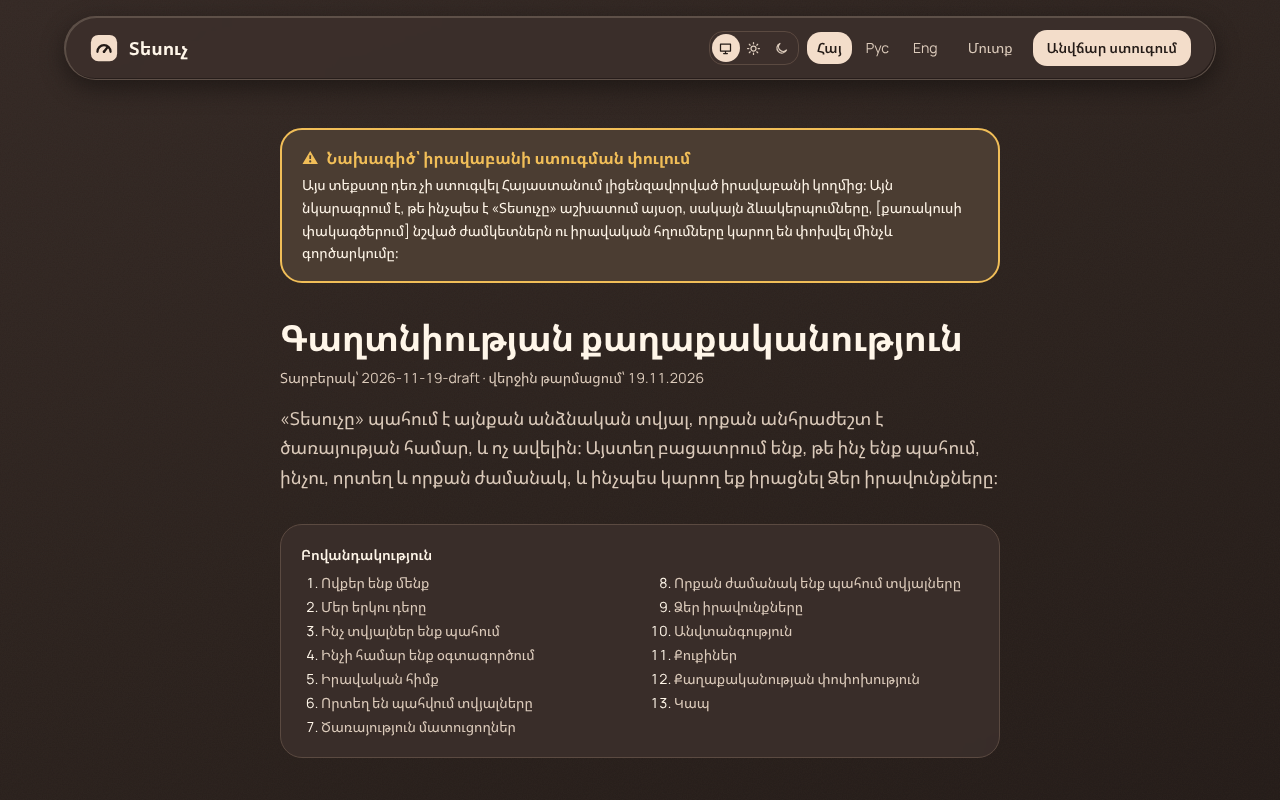 Տեսուչ
Հայ Рус Eng Մուտք Անվճար ստուգում
Նախագիծ՝ իրավաբանի ստուգման փուլում
Այս տեքստը դեռ չի ստուգվել Հայաստանում լիցենզավորված իրավաբանի կողմից։ Այն
նկարագրում է, թե ինչպես է «Տեսուչը» աշխատում այսօր, սակայն ձևակերպումները, [քառակուսի
փակագծերում] նշված ժամկետներն ու իրավական հղումները կարող են փոխվել մինչև
գործարկումը։
Գաղտնիության քաղաքականություն
Տարբերակ՝ 2026-11-19-draft · վերջին թարմացում՝ 19.11.2026
«Տեսուչը» պահում է այնքան անձնական տվյալ, որքան անհրաժեշտ է
ծառայության համար, և ոչ ավելին։ Այստեղ բացատրում ենք, թե ինչ ենք պահում,
ինչու, որտեղ և որքան ժամանակ, և ինչպես կարող եք իրացնել Ձեր իրավունքները։
Բովանդակություն
1. Ովքեր ենք մենք
2. Մեր երկու դերը
3. Ինչ տվյալներ ենք պահում
4. Ինչի համար ենք օգտագործում
5. Իրավական հիմք
6. Որտեղ են պահվում տվյալները
7. Ծառայություն մատուցողներ
8. Որքան ժամանակ ենք պահում տվյալները
9. Ձեր իրավունքները
10. Անվտանգություն
11. Քուքիներ
12. Քաղաքականության փոփոխություն
13. Կապ